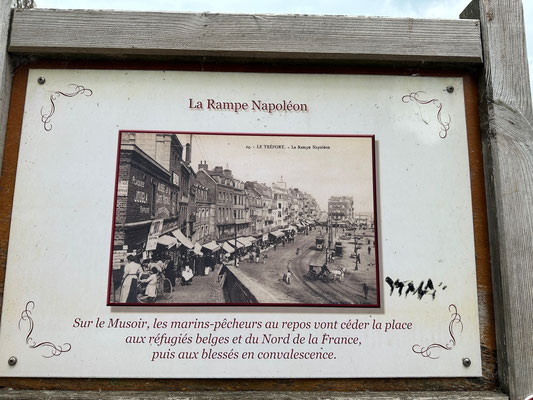 La Rampe Napoléon
LE TRÉPORT. - La Rampe Napoléon
Sur le Musoir, les marins-pêcheurs au repos vont céder la place
aux réfugiés belges et du Nord de la France,
puis aux blessés en convalescence.